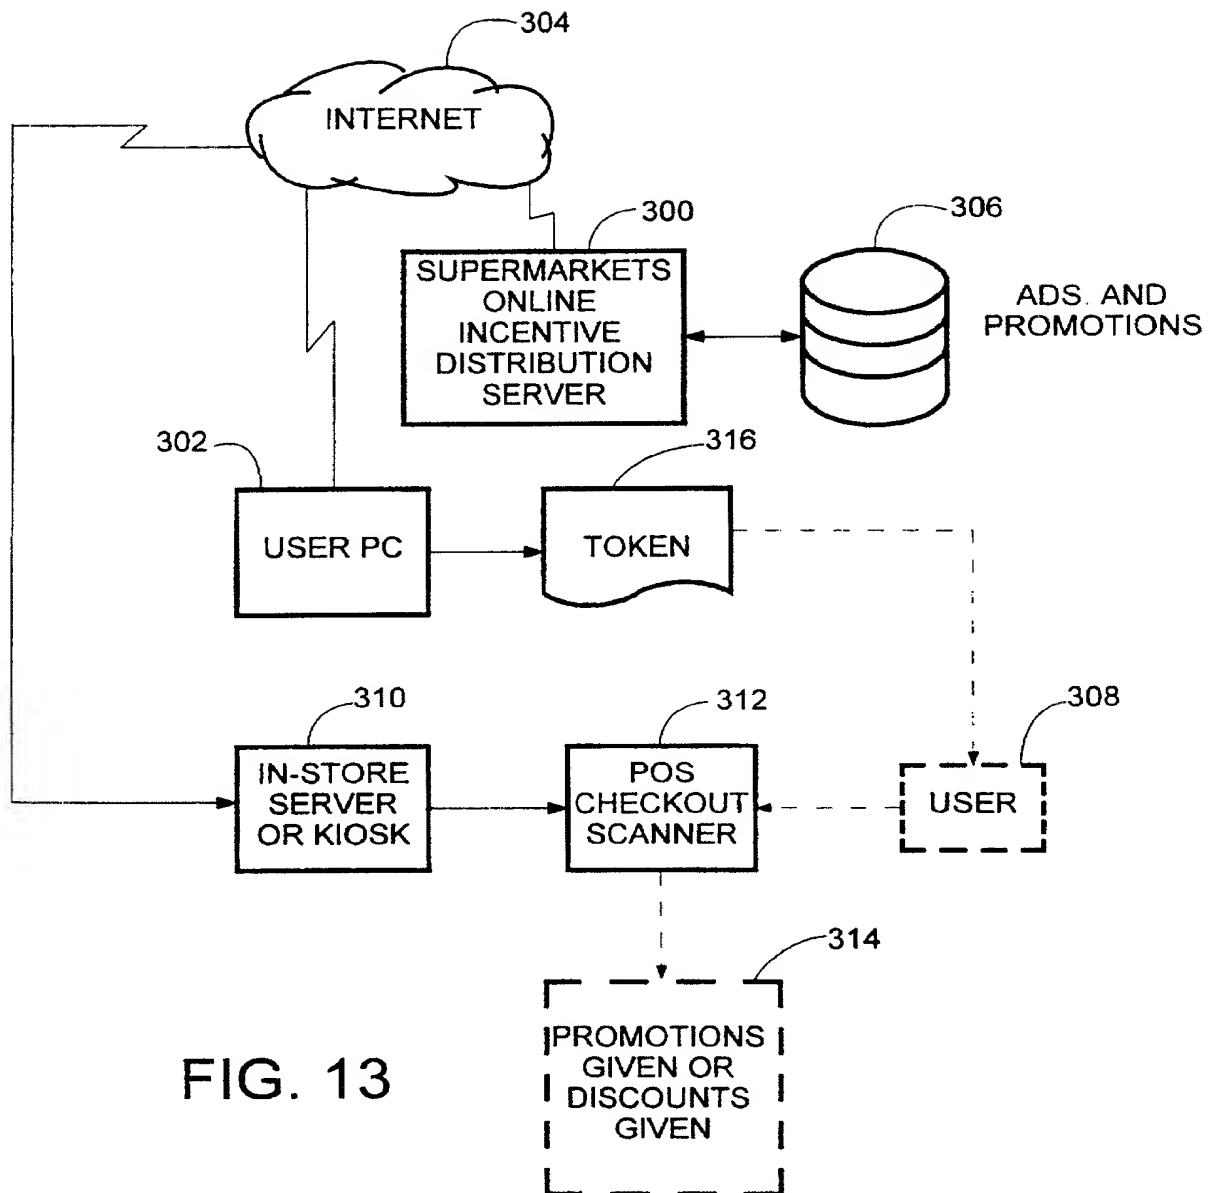 304
INTERNET
300
306
SUPERMARKETS
ONLINE
INCENTIVE
DISTRIBUTION
SERVER
ADS. AND
PROMOTIONS
302
316
USER PC
TOKEN
310
312
308
IN-STORE
SERVER
OR KIOSK
POS
CHECKOUT
SCANNER
USER
314
PROMOTIONS
GIVEN OR
DISCOUNTS
GIVEN
FIG. 13